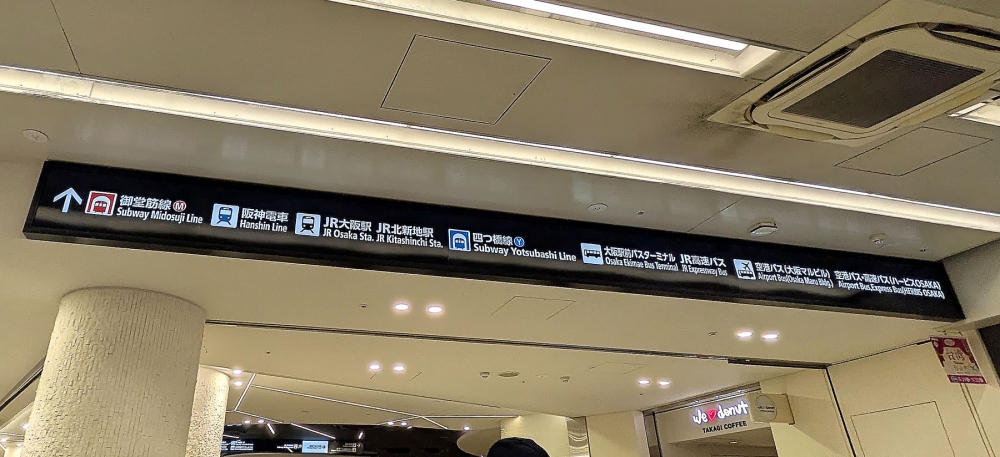 御堂筋線 M
Subway Midosuji Line
阪神電車
Hanshin Line
JR大阪駅 JR北新地駅
JR Osaka Sta. JR Kitashinchi Sta.
四つ橋線 Y
Subway Yotsubashi Line
大阪駅前バスターミナル JR高速バス
Osaka Ekimae Bus Terminal JR Expressway Bus
空港バス(大阪マルビル) 空港バス・高速バス(ハービスOSAKA)
Airport Bus(Osaka Maru Bldg.) Airport Bus,Express Bus(HERBIS OSAKA)
we ♥ donut
TAKAGI COFFEE